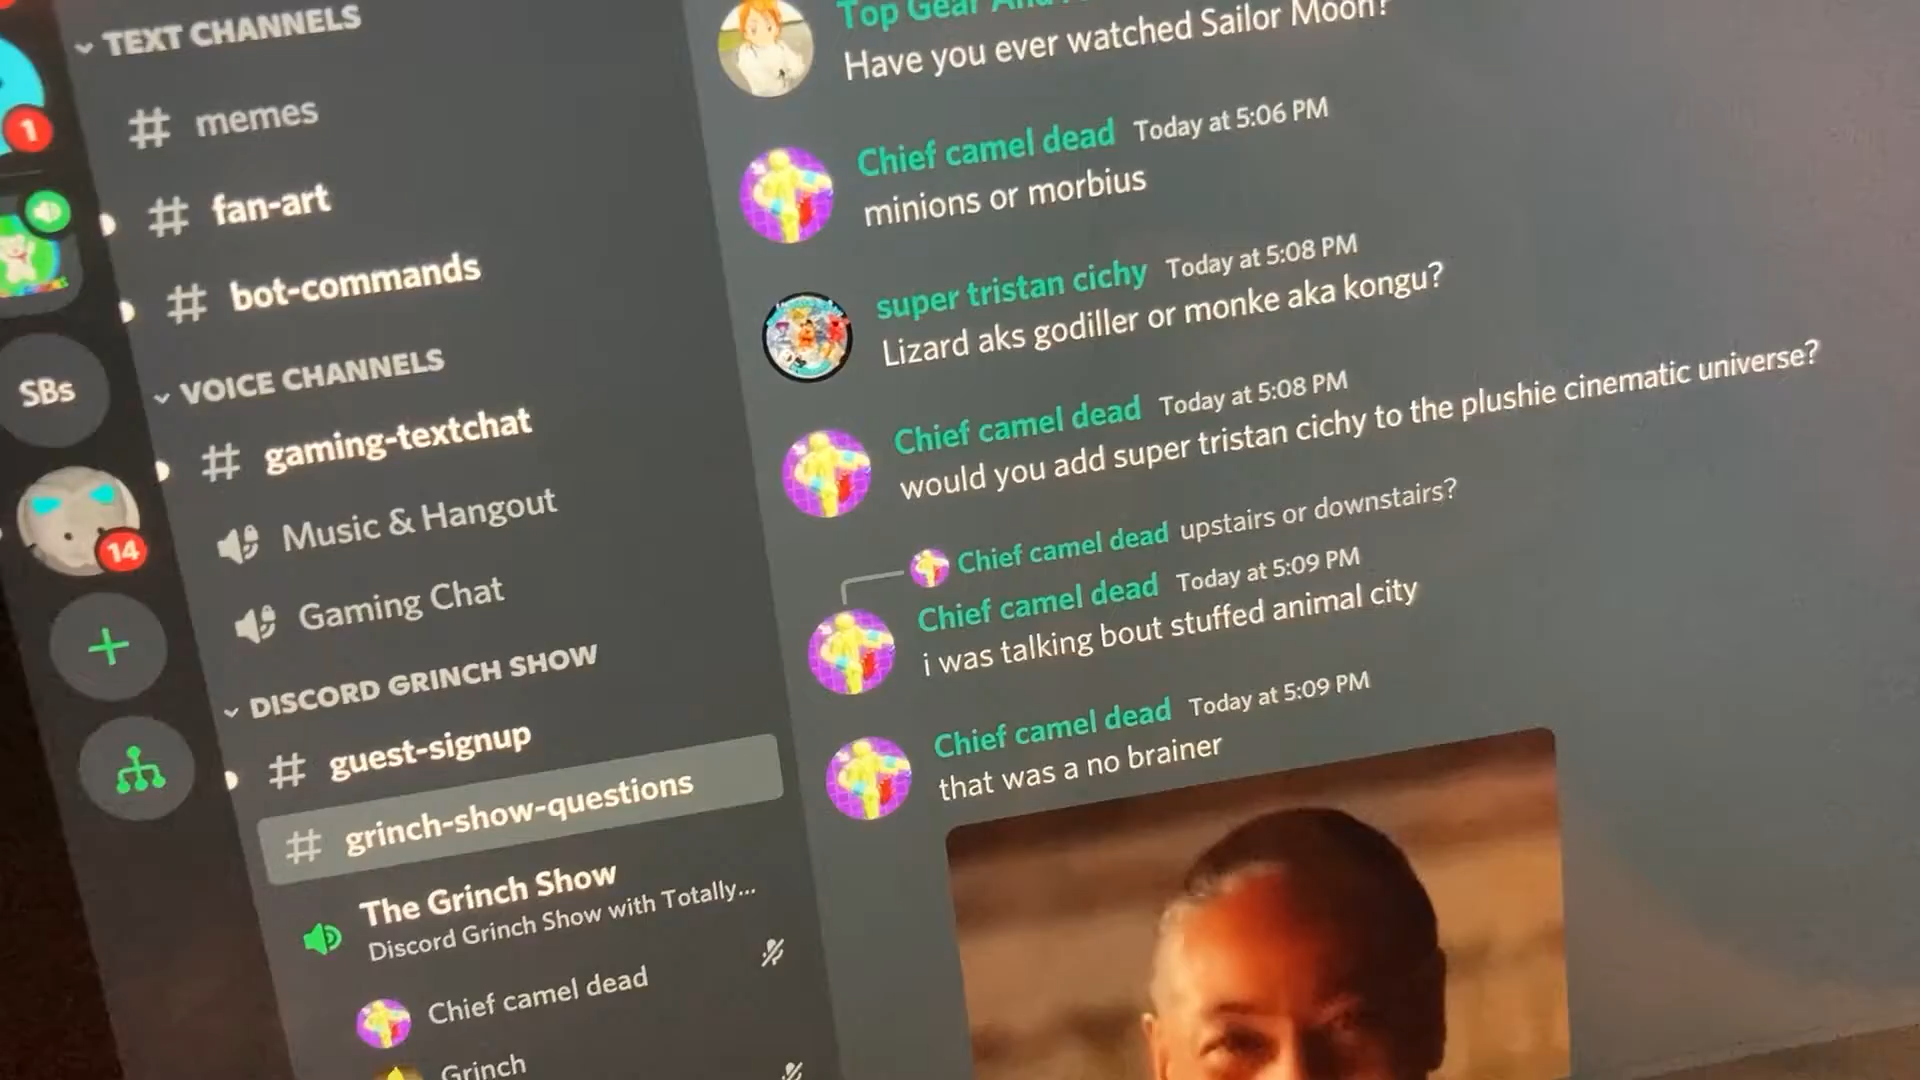 TEXT CHANNELS
# memes
# fan-art
# bot-commands
VOICE CHANNELS
# gaming-textchat
Music & Hangout
Gaming Chat
DISCORD GRINCH SHOW
# guest-signup
# grinch-show-questions
The Grinch Show
Discord Grinch Show with Totally...
Chief camel dead
Grinch
1
SBs
14
+
Top Gear And
Have you ever watched Sailor Moon?
Chief camel dead Today at 5:06 PM
minions or morbius
super tristan cichy Today at 5:08 PM
Lizard aks godiller or monke aka kongu?
Chief camel dead Today at 5:08 PM
would you add super tristan cichy to the plushie cinematic universe?
Chief camel dead upstairs or downstairs?
Chief camel dead Today at 5:09 PM
i was talking bout stuffed animal city
Chief camel dead Today at 5:09 PM
that was a no brainer